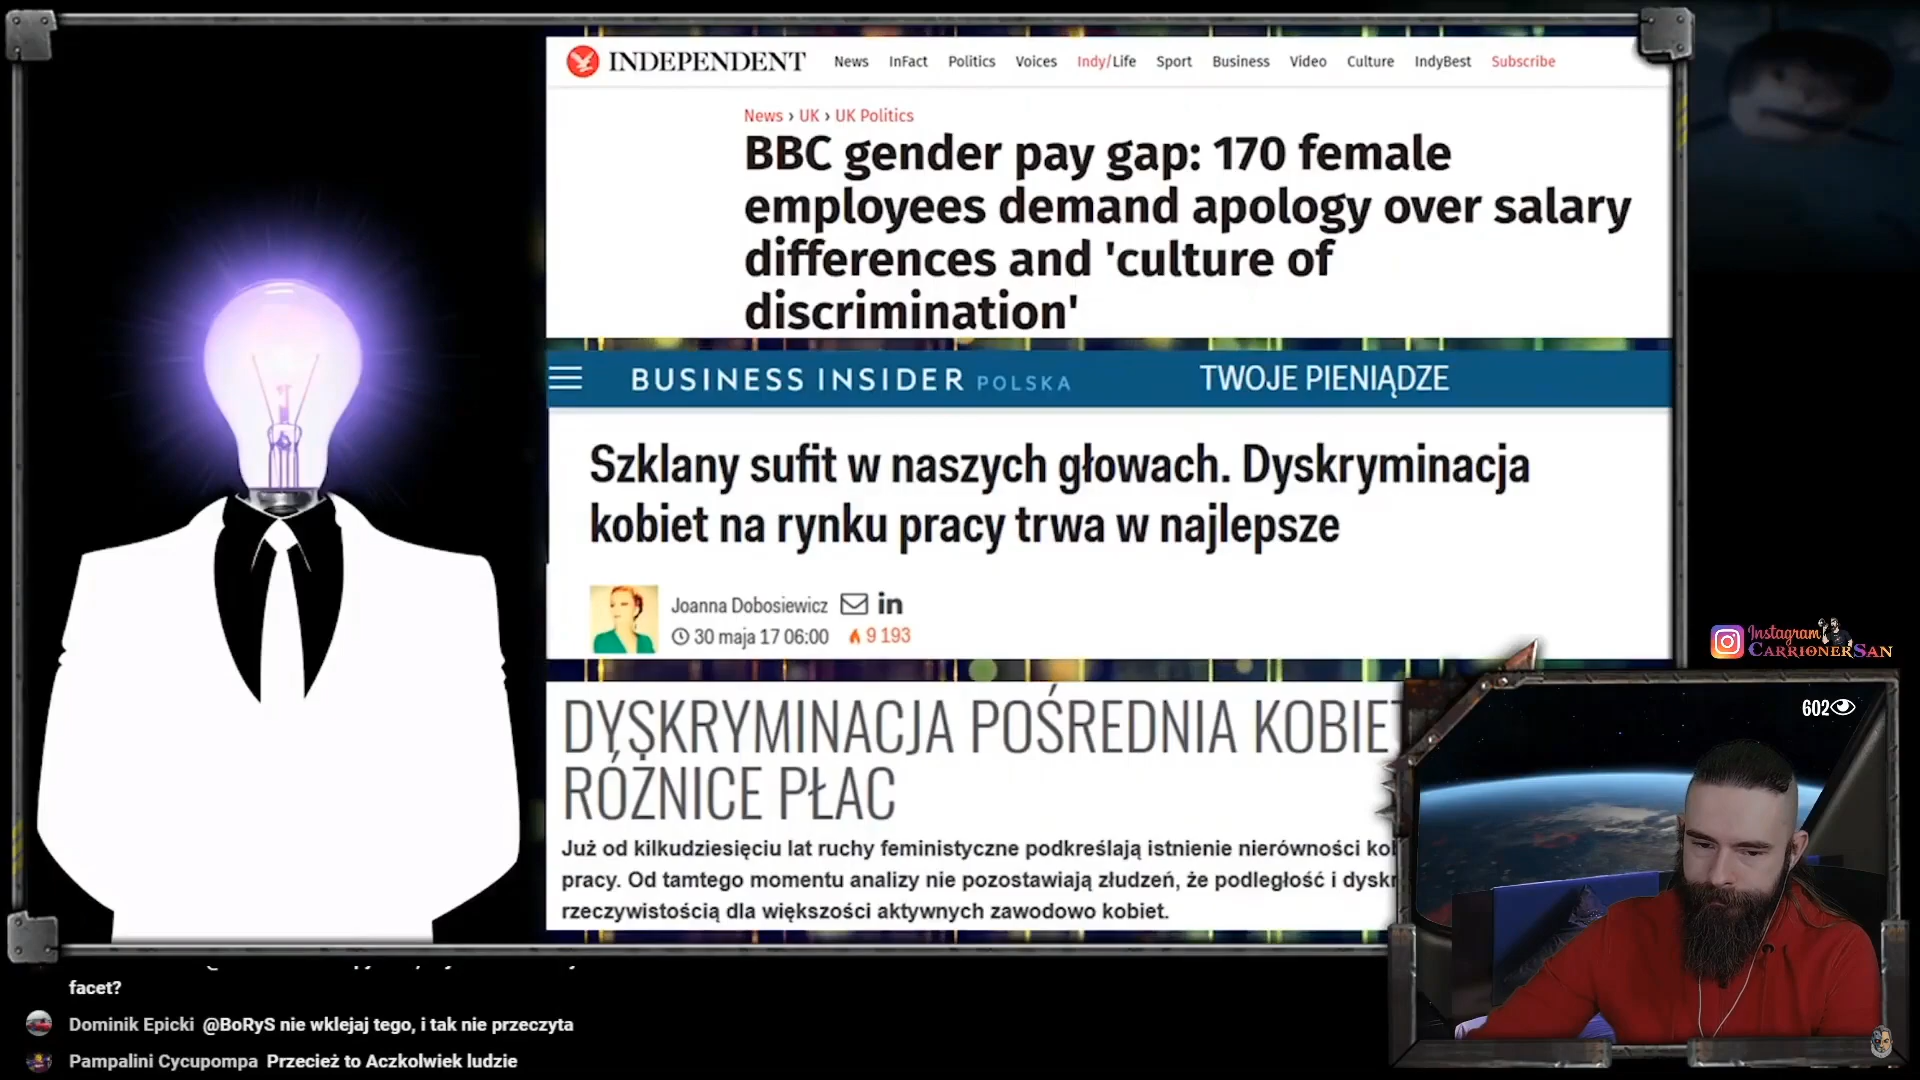 INDEPENDENT News InFact Politics Voices Indy/Life Sport Business Video Culture IndyBest Subscribe
News › UK › UK Politics
BBC gender pay gap: 170 female
employees demand apology over salary
differences and 'culture of
discrimination'
BUSINESS INSIDER POLSKA TWOJE PIENIĄDZE
Szklany sufit w naszych głowach. Dyskryminacja
kobiet na rynku pracy trwa w najlepsze
Joanna Dobosiewicz in
30 maja 17 06:00 9 193
DYSKRYMINACJA POŚREDNIA KOBIET
RÓŻNICE PŁAC
Już od kilkudziesięciu lat ruchy feministyczne podkreślają istnienie nierówności
pracy. Od tamtego momentu analizy nie pozostawiają złudzeń, że podległość i
rzeczywistością dla większości aktywnych zawodowo kobiet.
Instagram
CARRIONERSAN
602
facet?
Dominik Epicki @BoRyS nie wklejaj tego, i tak nie przeczyta
Pampalini Cycupompa Przecież to Aczkolwiek ludzie